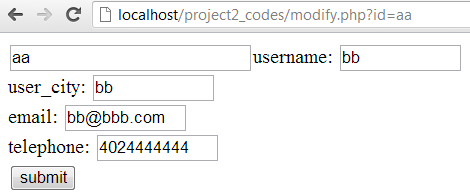 localhost/project2_codes/modify.php?id=aa
aa username: bb
user_city: bb
email: bb@bbb.com
telephone: 4024444444
submit